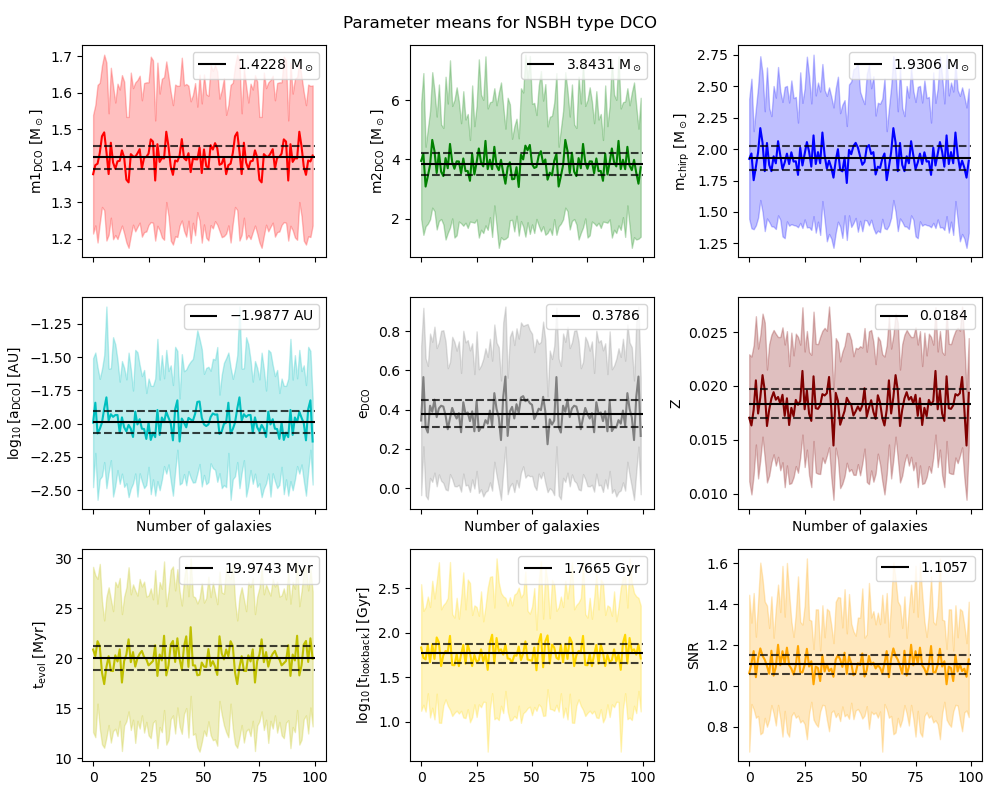 Parameter means for NSBH type DCO
m1DCO [M⊙]
1.7
1.6
1.5
1.4
1.3
1.2
1.4228 M⊙
m2DCO [M⊙]
6
4
2
3.8431 M⊙
mchirp [M⊙]
2.75
2.50
2.25
2.00
1.75
1.50
1.25
1.9306 M⊙
log10 [aDCO] [AU]
−1.25
−1.50
−1.75
−2.00
−2.25
−2.50
−1.9877 AU
Number of galaxies
eDCO
0.8
0.6
0.4
0.2
0.0
0.3786
Number of galaxies
Z
0.025
0.020
0.015
0.010
0.0184
Number of galaxies
tevol [Myr]
30
25
20
15
10
19.9743 Myr
0 25 50 75 100
log10 [tlookback] [Gyr]
2.5
2.0
1.5
1.0
1.7665 Gyr
0 25 50 75 100
SNR
1.6
1.4
1.2
1.0
0.8
1.1057
0 25 50 75 100